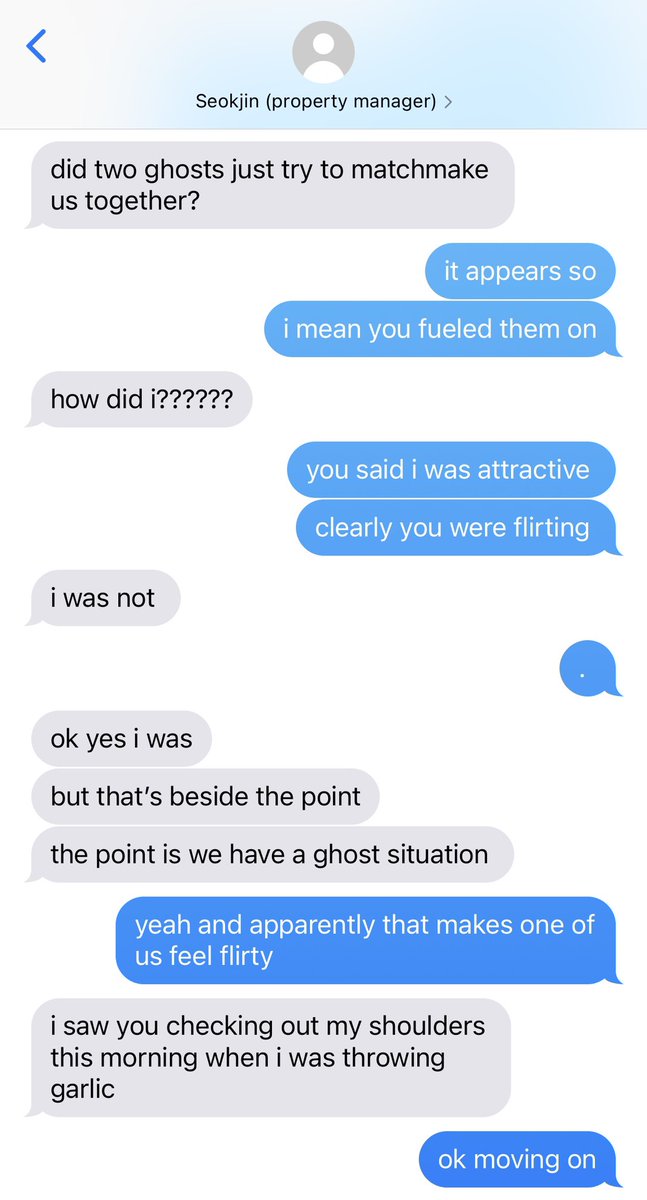 Seokjin (property manager)
did two ghosts just try to matchmake
us together?
it appears so
i mean you fueled them on
how did i??????
you said i was attractive
clearly you were flirting
i was not
.
ok yes i was
but that’s beside the point
the point is we have a ghost situation
yeah and apparently that makes one of
us feel flirty
i saw you checking out my shoulders
this morning when i was throwing
garlic
ok moving on